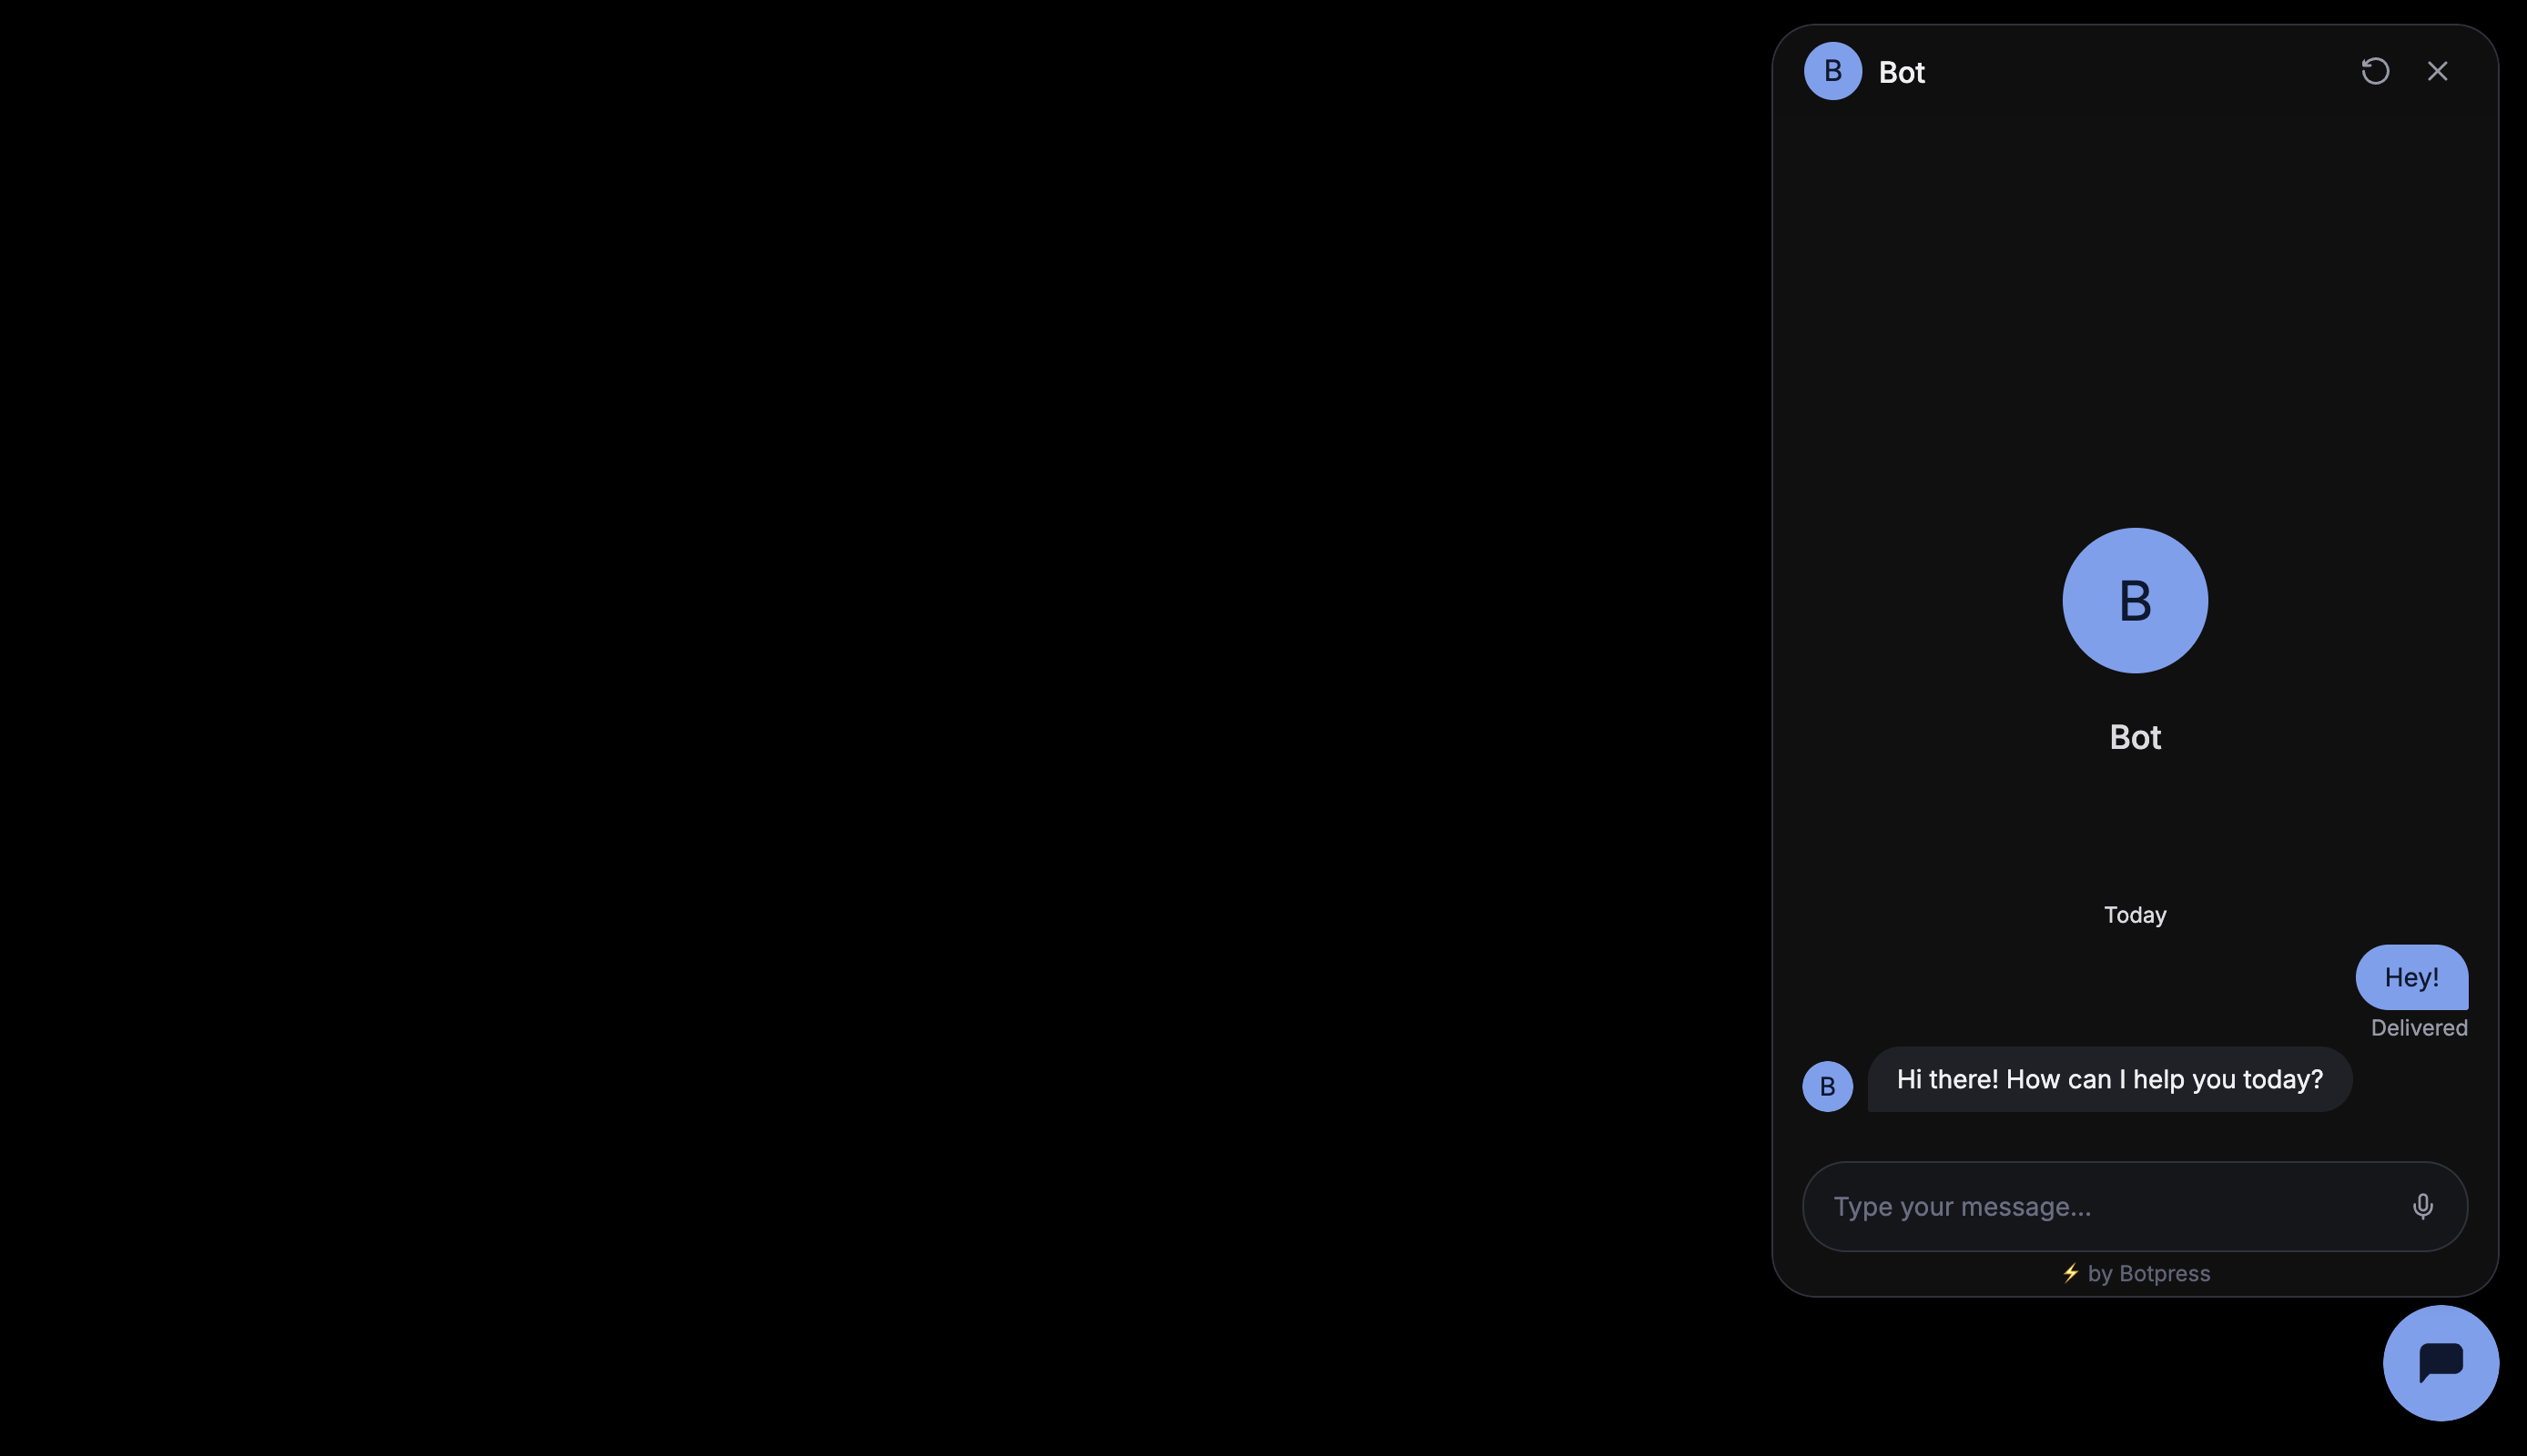 B Bot
B
Bot
Today
Hey!
Delivered
B Hi there! How can I help you today?
Type your message...
⚡ by Botpress